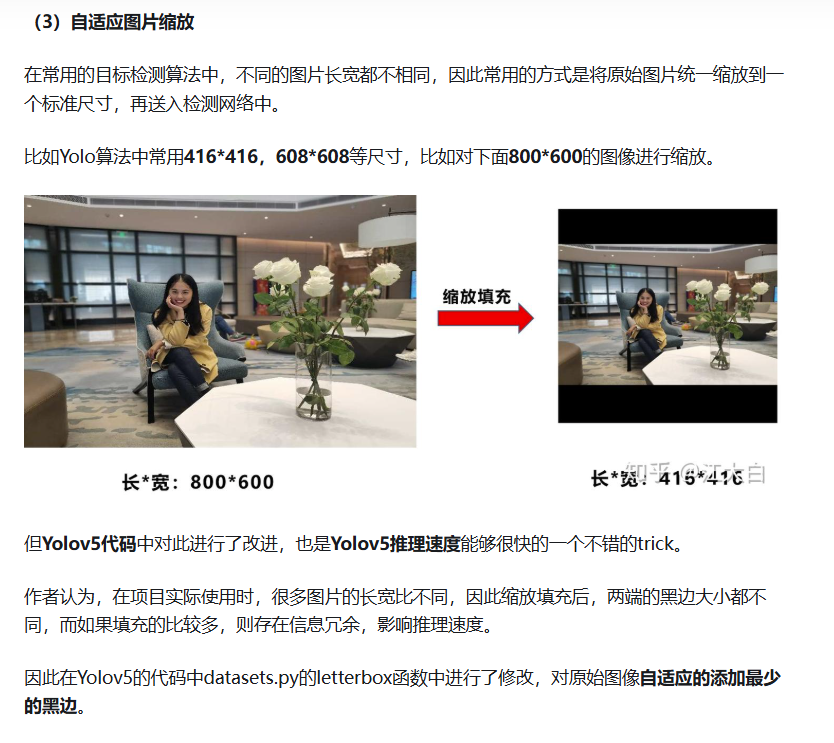 （3）自适应图片缩放
在常用的目标检测算法中，不同的图片长宽都不相同，因此常用的方式是将原始图片统一缩放到一
个标准尺寸，再送入检测网络中。
比如Yolo算法中常用416*416，608*608等尺寸，比如对下面800*600的图像进行缩放。
缩放填充
长*宽：800*600
长*宽：416*416
知乎 @江大白
但Yolov5代码中对此进行了改进，也是Yolov5推理速度能够很快的一个不错的trick。
作者认为，在项目实际使用时，很多图片的长宽比不同，因此缩放填充后，两端的黑边大小都不
同，而如果填充的比较多，则存在信息冗余，影响推理速度。
因此在Yolov5的代码中datasets.py的letterbox函数中进行了修改，对原始图像自适应的添加最少
的黑边。